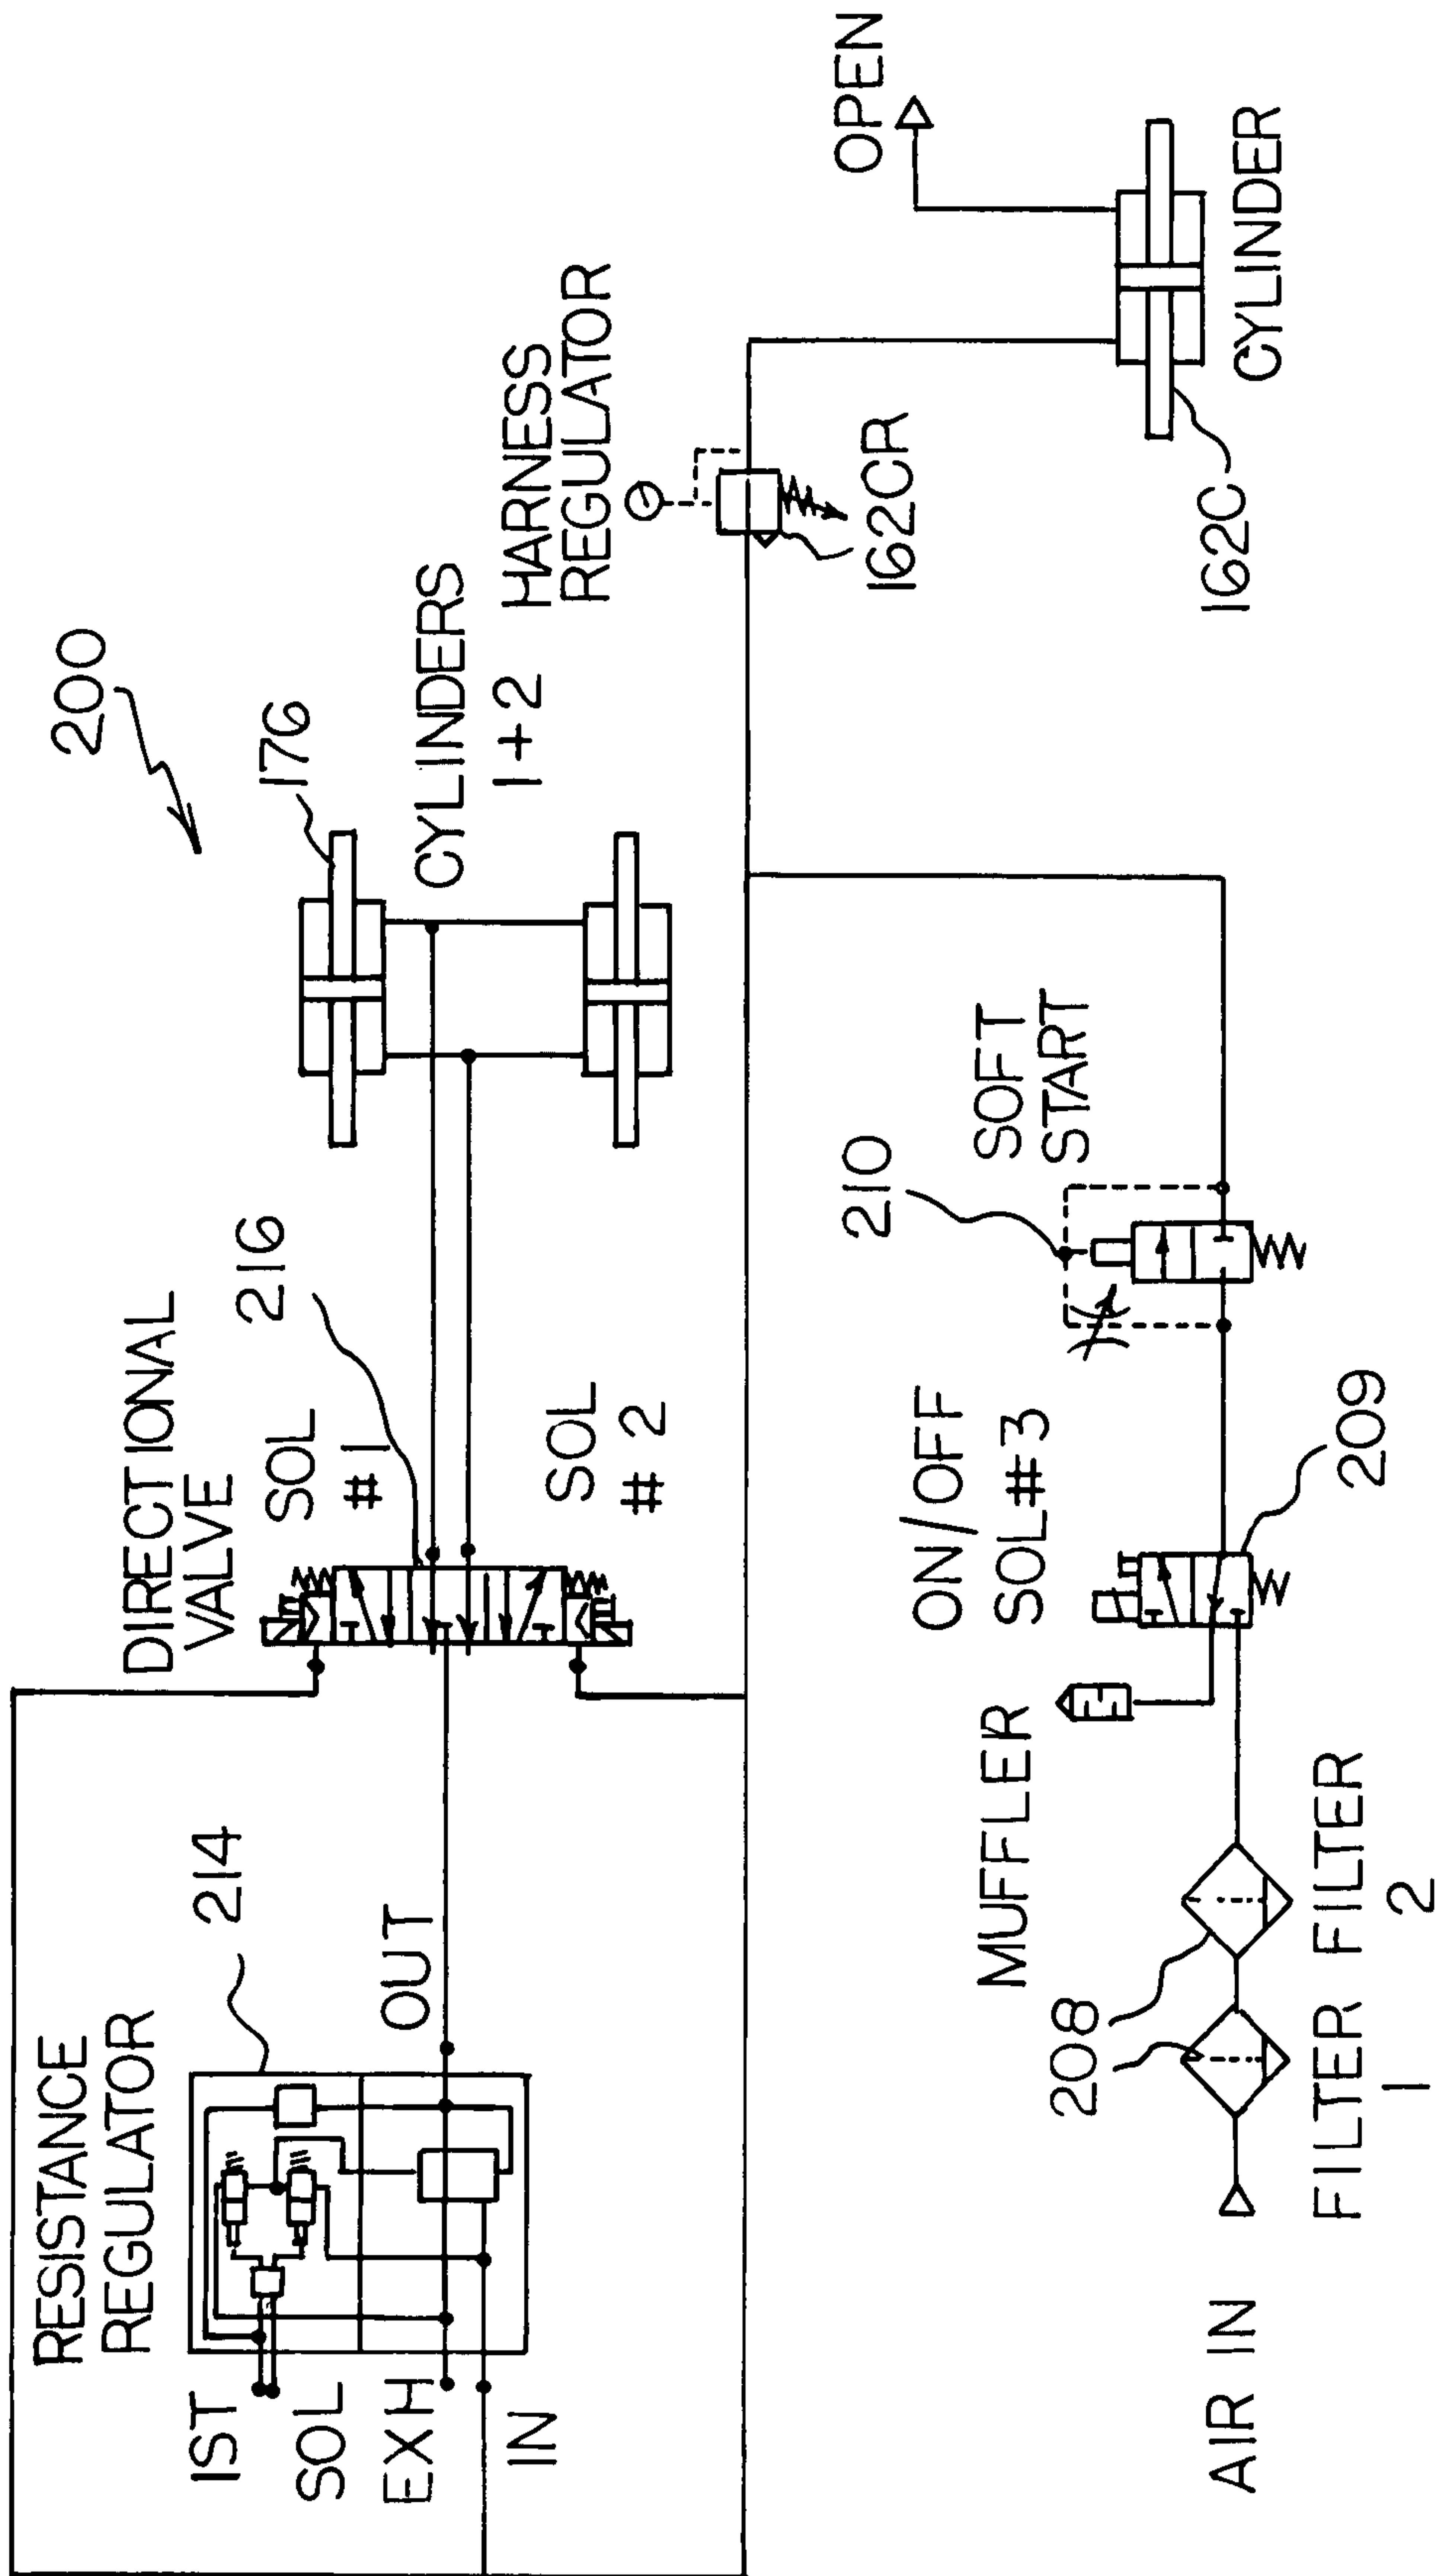 200
RESISTANCE
REGULATOR
214
IST
SOL
EXH
IN
OUT
DIRECTIONAL
VALVE
SOL
#1
216
SOL
#2
176
CYLINDERS
1+2
HARNESS
REGULATOR
162CR
OPEN
162C
CYLINDER
AIR IN
208
FILTER
1
FILTER
2
MUFFLER
ON/OFF
SOL#3
209
210
SOFT
START